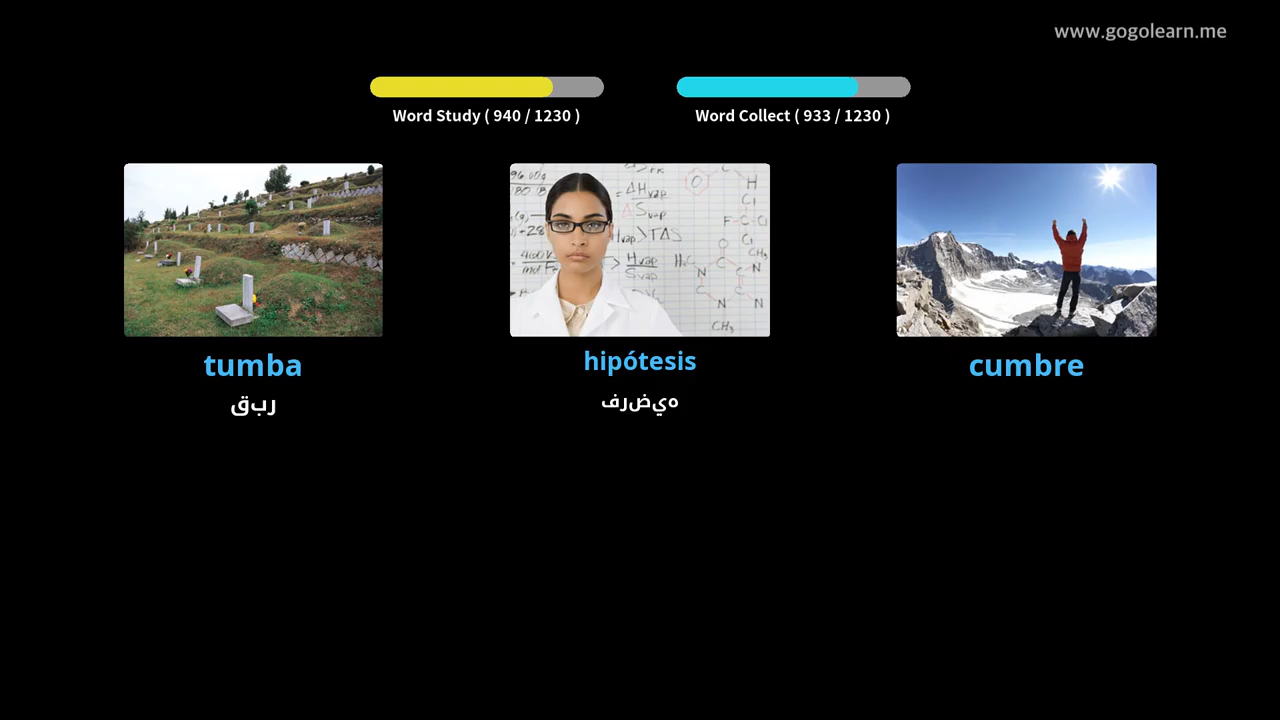 www.gogolearn.me
Word Study ( 940 / 1230 )
Word Collect ( 933 / 1230 )
tumba
ربق
hipótesis
هيضرف
cumbre